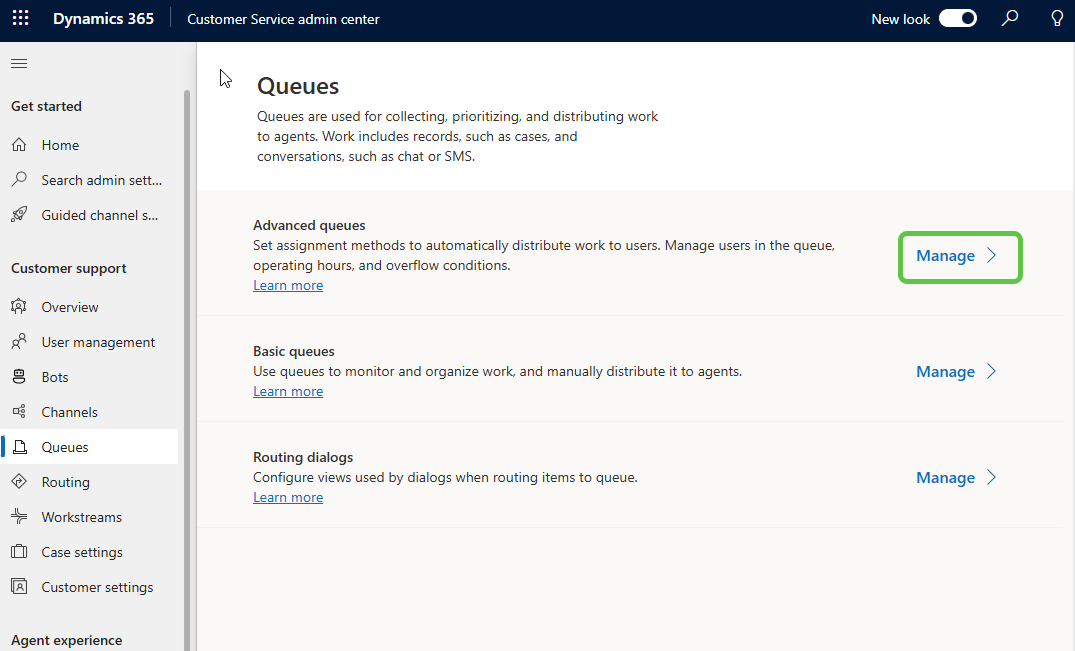 Dynamics 365
Customer Service admin center
New look
Get started
Home
Search admin sett...
Guided channel s...
Customer support
Overview
User management
Bots
Channels
Queues
Routing
Workstreams
Case settings
Customer settings
Agent experience
Queues
Queues are used for collecting, prioritizing, and distributing work
to agents. Work includes records, such as cases, and
conversations, such as chat or SMS.
Advanced queues
Set assignment methods to automatically distribute work to users. Manage users in the queue,
operating hours, and overflow conditions.
Learn more
Manage
Basic queues
Use queues to monitor and organize work, and manually distribute it to agents.
Learn more
Manage
Routing dialogs
Configure views used by dialogs when routing items to queue.
Learn more
Manage